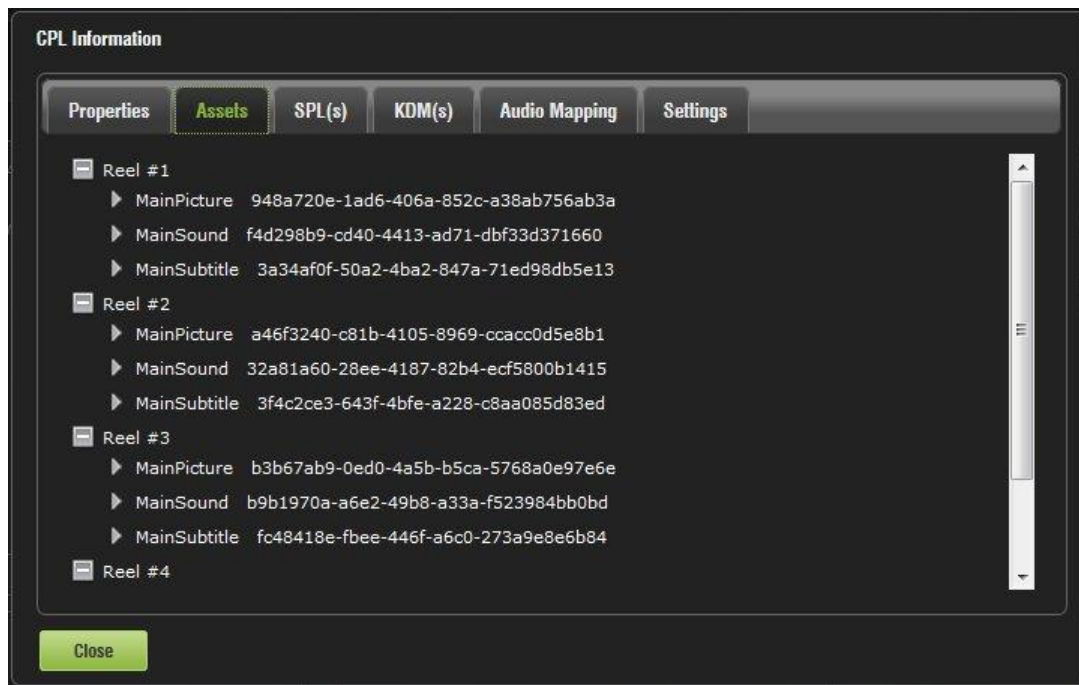 CPL Information
Properties Assets SPL(s) KDM(s) Audio Mapping Settings
Reel #1
MainPicture 948a720e-1ad6-406a-852c-a38ab756ab3a
MainSound f4d298b9-cd40-4413-ad71-dbf33d371660
MainSubtitle 3a34af0f-50a2-4ba2-847a-71ed98db5e13
Reel #2
MainPicture a46f3240-c81b-4105-8969-ccacc0d5e8b1
MainSound 32a81a60-28ee-4187-82b4-ecf5800b1415
MainSubtitle 3f4c2ce3-643f-4bfe-a228-c8aa085d83ed
Reel #3
MainPicture b3b67ab9-0ed0-4a5b-b5ca-5768a0e97e6e
MainSound b9b1970a-a6e2-49b8-a33a-f523984bb0bd
MainSubtitle fc48418e-fbee-446f-a6c0-273a9e8e6b84
Reel #4
Close